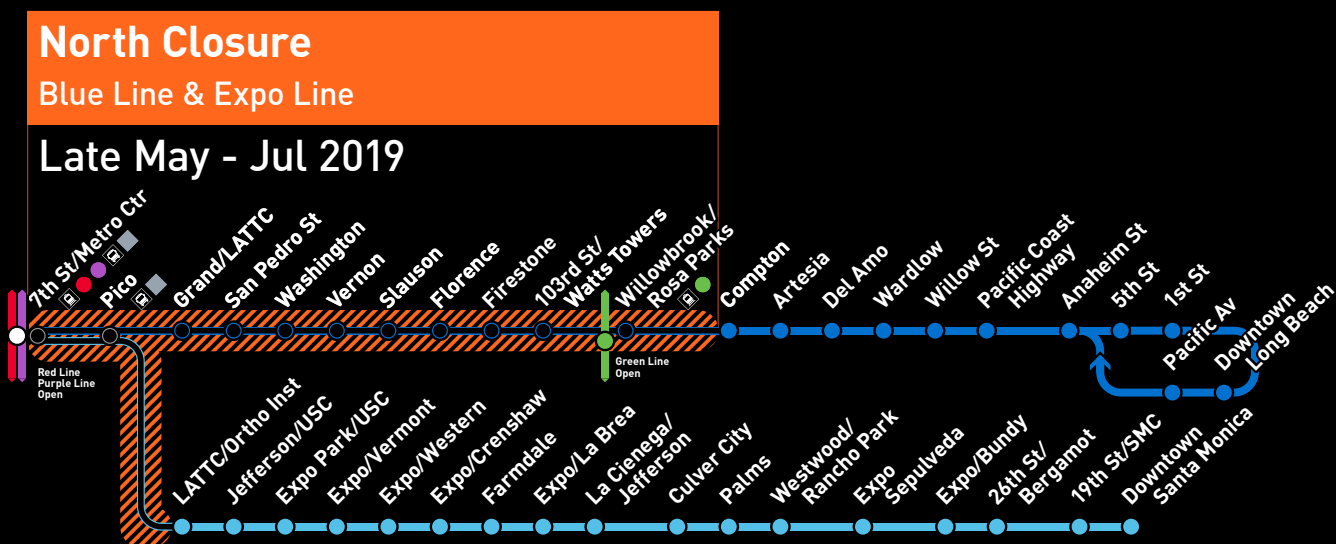 North Closure
Blue Line & Expo Line
Late May - Jul 2019
7th St/Metro Ctr
Pico
Grand/LATTC
San Pedro St
Washington
Vernon
Slauson
Florence
Firestone
103rd St/
Watts Towers
Willowbrook/
Rosa Parks
Compton
Artesia
Del Amo
Wardlow
Willow St
Pacific Coast
Highway
Anaheim St
5th St
1st St
Pacific Av
Downtown
Long Beach
Red Line
Purple Line
Open
Green Line
Open
LATTC/Ortho Inst
Jefferson/USC
Expo Park/USC
Expo/Vermont
Expo/Western
Expo/Crenshaw
Farmdale
Expo/La Brea
La Cienega/
Jefferson
Culver City
Palms
Westwood/
Rancho Park
Expo
Sepulveda
Expo/Bundy
26th St/
Bergamot
19th St/SMC
Downtown
Santa Monica